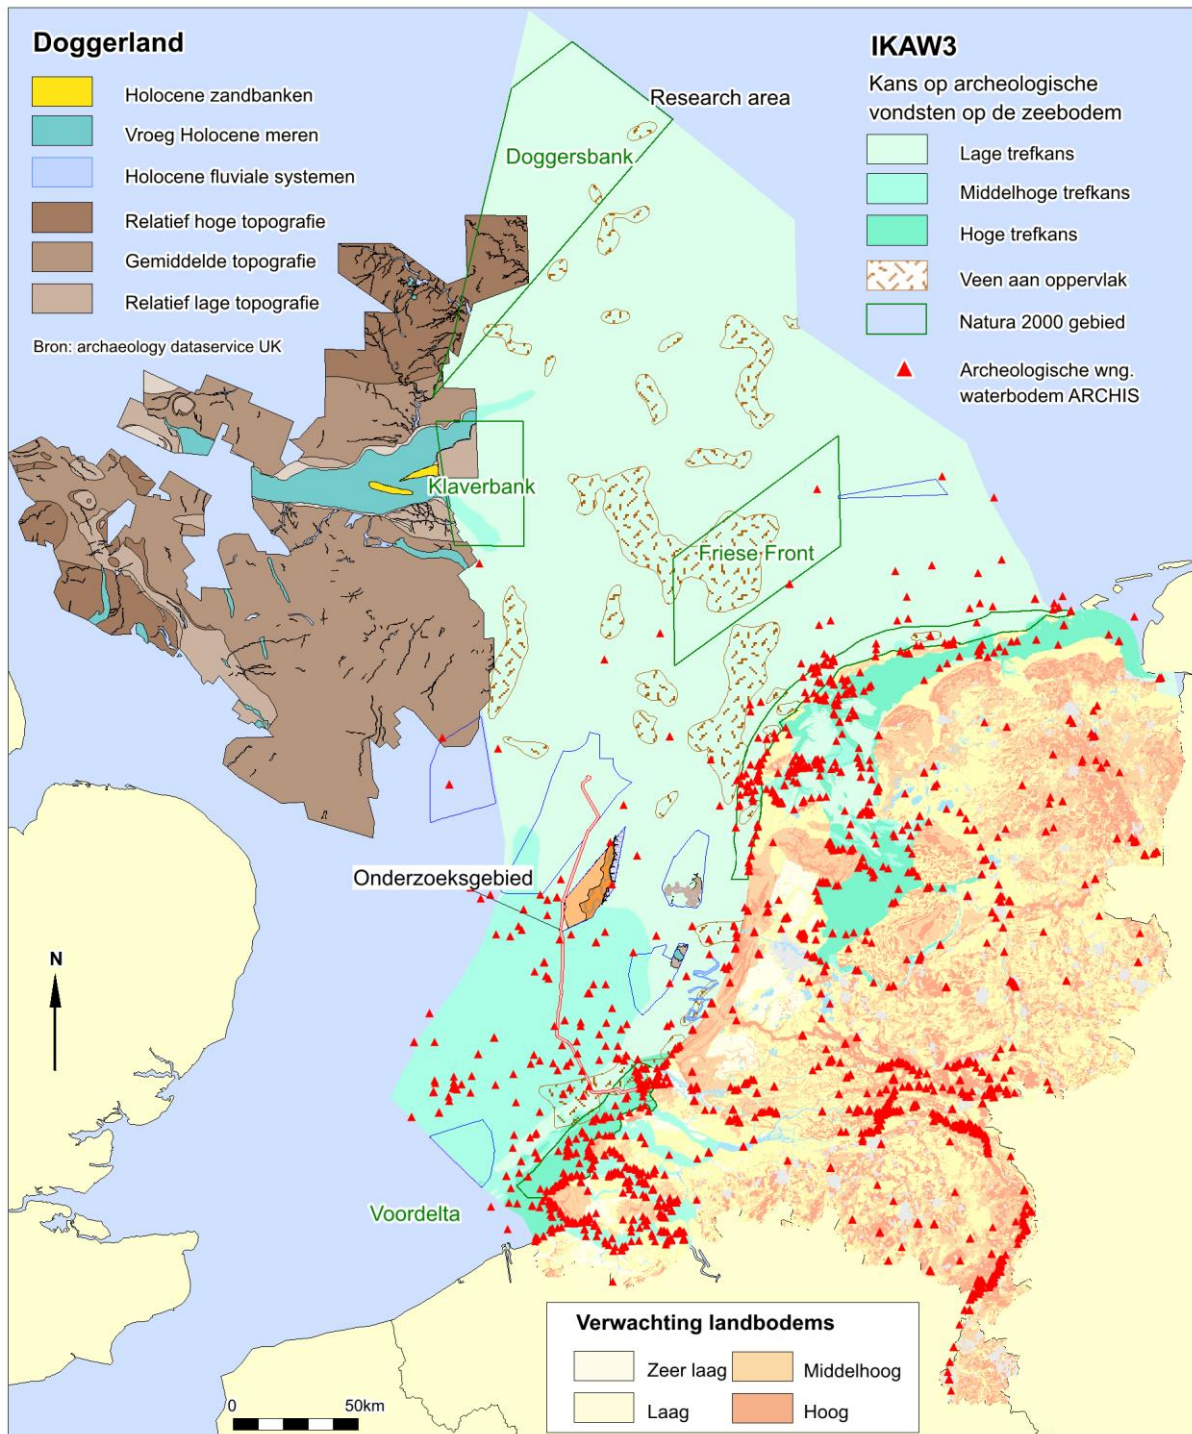 Doggerland
Holocene zandbanken
Vroeg Holocene meren
Holocene fluviale systemen
Relatief hoge topografie
Gemiddelde topografie
Relatief lage topografie
Bron: archaeology dataservice UK
IKAW3
Kans op archeologische
vondsten op de zeebodem
Lage trefkans
Middelhoge trefkans
Hoge trefkans
Veen aan oppervlak
Natura 2000 gebied
Archeologische wng.
waterbodem ARCHIS
Research area
Doggersbank
Klaverbank
Friese Front
Onderzoeksgebied
N
Voordelta
Verwachting landbodems
Zeer laag
Middelhoog
Laag
Hoog
0 50km